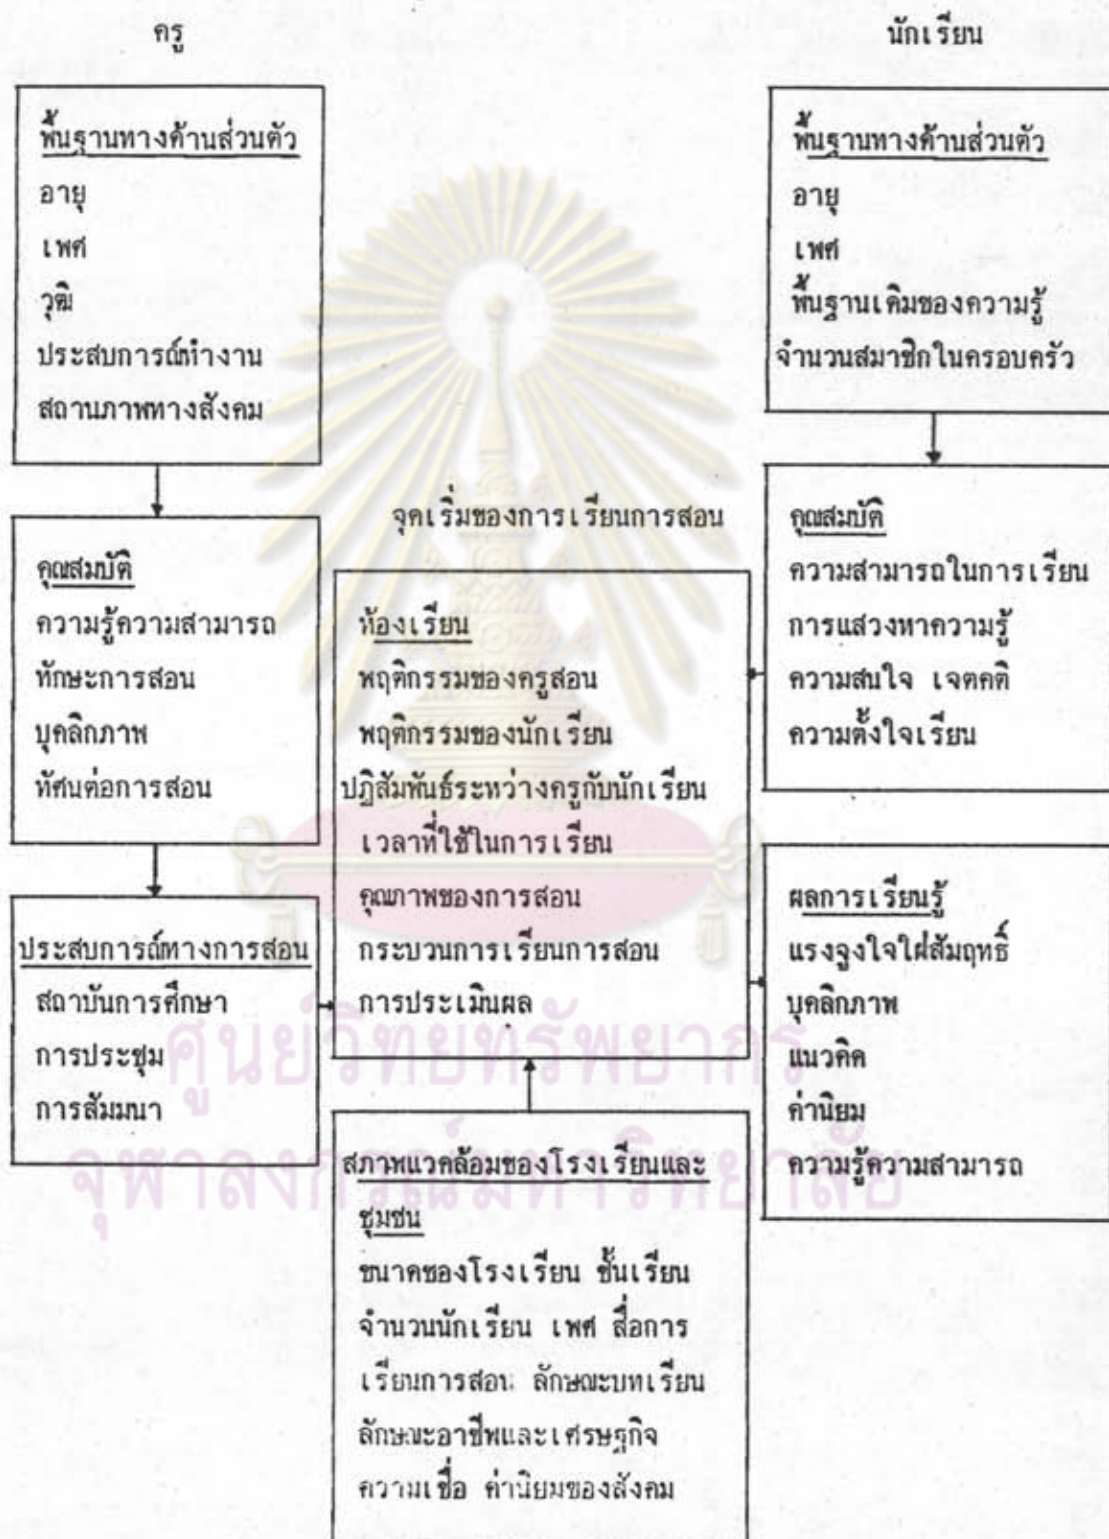 ครู
พื้นฐานทางด้านส่วนตัว
อายุ
เพศ
วุฒิ
ประสบการณ์ทำงาน
สถานภาพทางสังคม
คุณสมบัติ
ความรู้ความสามารถ
ทักษะการสอน
บุคลิกภาพ
ทัศนต่อการสอน
ประสบการณ์ทางการสอน
สถาบันการศึกษา
การประชุม
การสัมมนา
จุดเริ่มของการเรียนการสอน
ห้องเรียน
พฤติกรรมของครูสอน
พฤติกรรมของนักเรียน
ปฏิสัมพันธ์ระหว่างครูกับนักเรียน
เวลาที่ใช้ในการเรียน
คุณภาพของการสอน
กระบวนการเรียนการสอน
การประเมินผล
สภาพแวดล้อมของโรงเรียนและ
ชุมชน
ขนาดของโรงเรียน ชั้นเรียน
จำนวนนักเรียน เพศ สื่อการ
เรียนการสอน ลักษณะบทเรียน
ลักษณะอาชีพและเศรษฐกิจ
ความเชื่อ ค่านิยมของสังคม
นักเรียน
พื้นฐานทางด้านส่วนตัว
อายุ
เพศ
พื้นฐานเดิมของความรู้
จำนวนสมาชิกในครอบครัว
คุณสมบัติ
ความสามารถในการเรียน
การแสวงหาความรู้
ความสนใจ เจตคติ
ความตั้งใจเรียน
ผลการเรียนรู้
แรงจูงใจใฝ่สัมฤทธิ์
บุคลิกภาพ
แนวคิด
ค่านิยม
ความรู้ความสามารถ
ศูนย์วิทยทรัพยากร
จุฬาลงกรณ์มหาวิทยาลัย